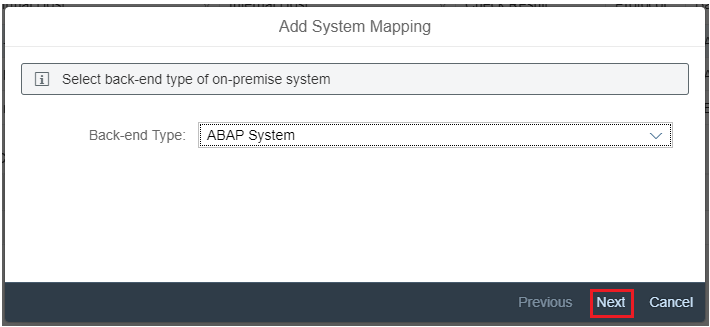 Add System Mapping
Select back-end type of on-premise system
Back-end Type: ABAP System
Previous Next Cancel